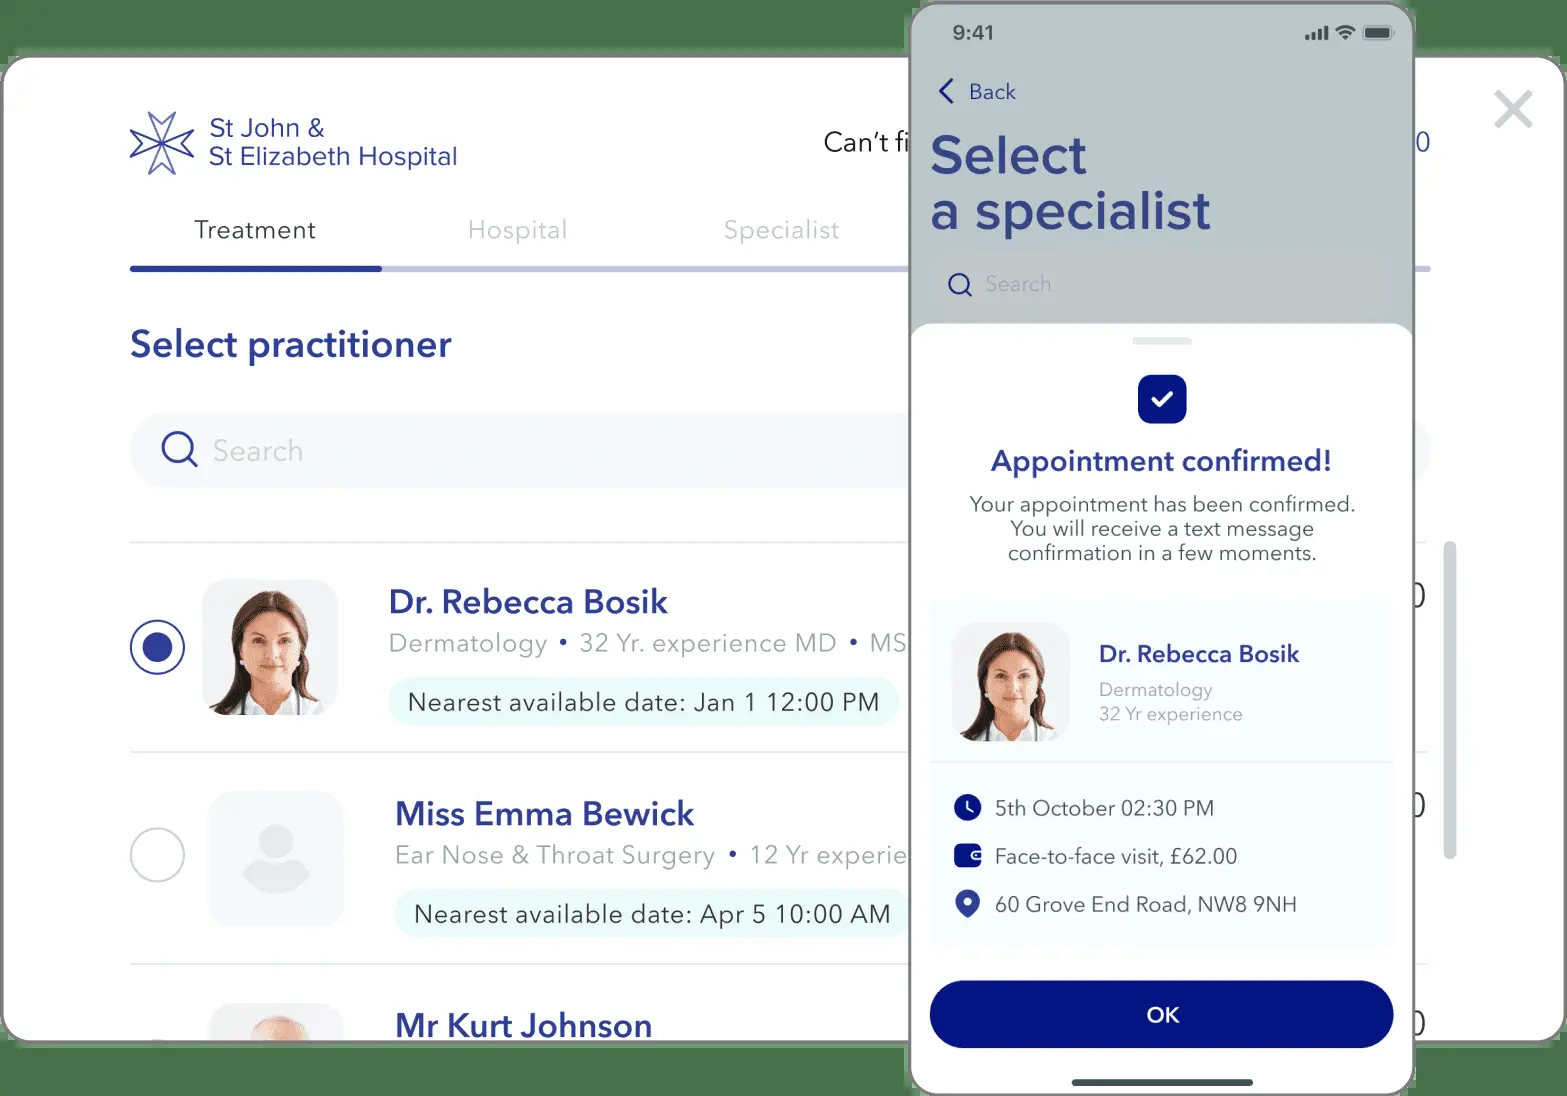 St John &
St Elizabeth Hospital
Can't
Treatment
Hospital
Specialist
Select practitioner
Search
Dr. Rebecca Bosik
Dermatology • 32 Yr. experience MD •
Nearest available date: Jan 1 12:00 PM
Miss Emma Bewick
Ear Nose & Throat Surgery • 12 Yr
Nearest available date: Apr 5 10:00 AM
Mr Kurt Johnson
9:41
Back
Select
a specialist
Search
Appointment confirmed!
Your appointment has been confirmed.
You will receive a text message
confirmation in a few moments.
Dr. Rebecca Bosik
Dermatology
32 Yr experience
5th October 02:30 PM
Face-to-face visit, £62.00
60 Grove End Road, NW8 9NH
OK